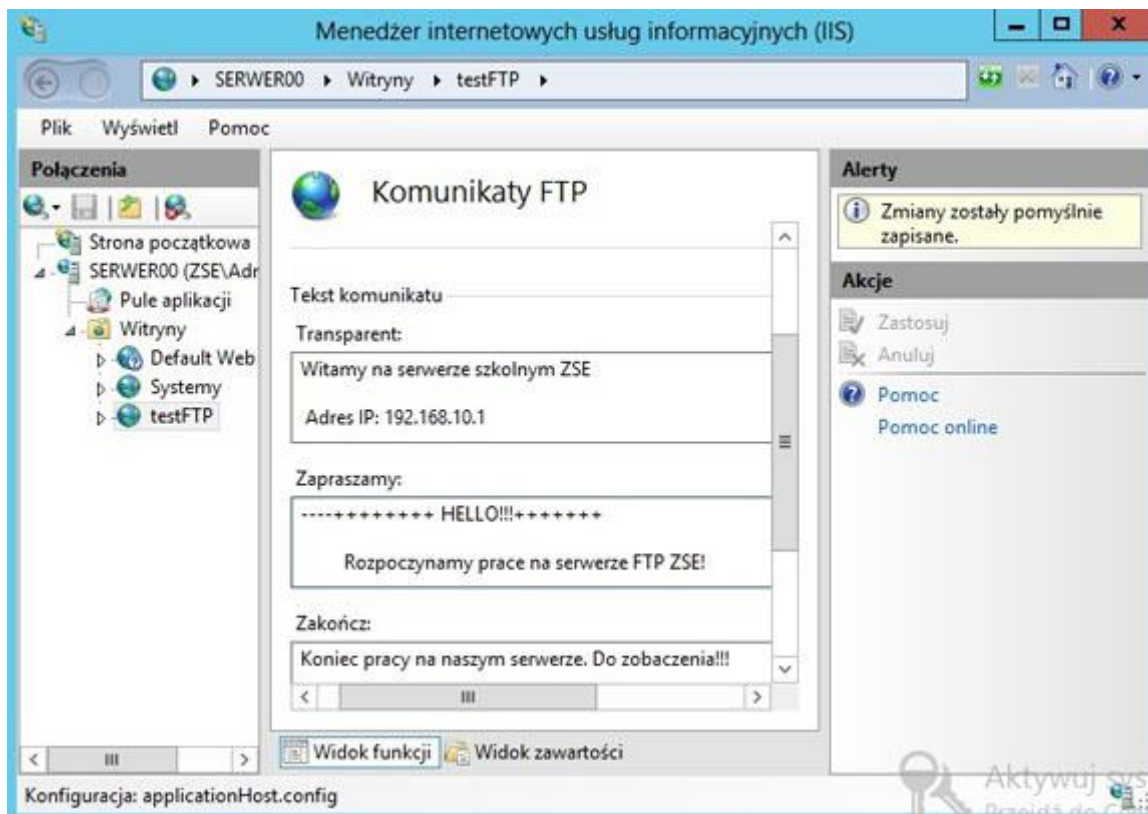 Menedżer internetowych usług informacyjnych (IIS)
SERWER00 Witryny testFTP
Plik Wyświetl Pomoc
Połączenia
Strona początkowa
SERWER00 (ZSE\Adr
Pule aplikacji
Witryny
Default Web
Systemy
testFTP
Komunikaty FTP
Tekst komunikatu
Transparent:
Witamy na serwerze szkolnym ZSE
Adres IP: 192.168.10.1
Zapraszamy:
----++++++++ HELLO!!!+++++++
Rozpoczynamy prace na serwerze FTP ZSE!
Zakończ:
Koniec pracy na naszym serwerze. Do zobaczenia!!!
Widok funkcji Widok zawartości
Alerty
Zmiany zostały pomyślnie
zapisane.
Akcje
Zastosuj
Anuluj
Pomoc
Pomoc online
Konfiguracja: applicationHost.config
Aktywuj sys
Przejdź do